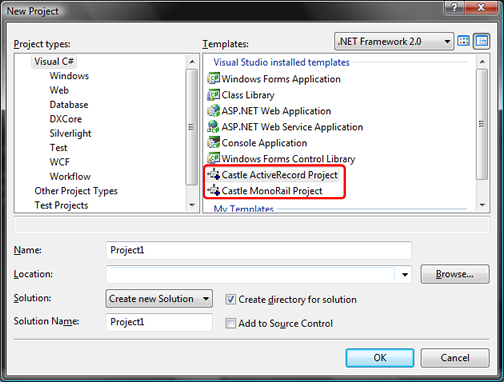 New Project
Project types:
Templates:
.NET Framework 2.0
Visual C#
Windows
Web
Database
DXCore
Silverlight
Test
WCF
Workflow
Other Project Types
Test Projects
Visual Studio installed templates
Windows Forms Application
Class Library
ASP.NET Web Application
ASP.NET Web Service Application
Console Application
Windows Forms Control Library
Castle ActiveRecord Project
Castle MonoRail Project
My Templates
Name:
Project1
Location:
Browse...
Solution:
Create new Solution
Create directory for solution
Solution Name:
Project1
Add to Source Control
OK
Cancel